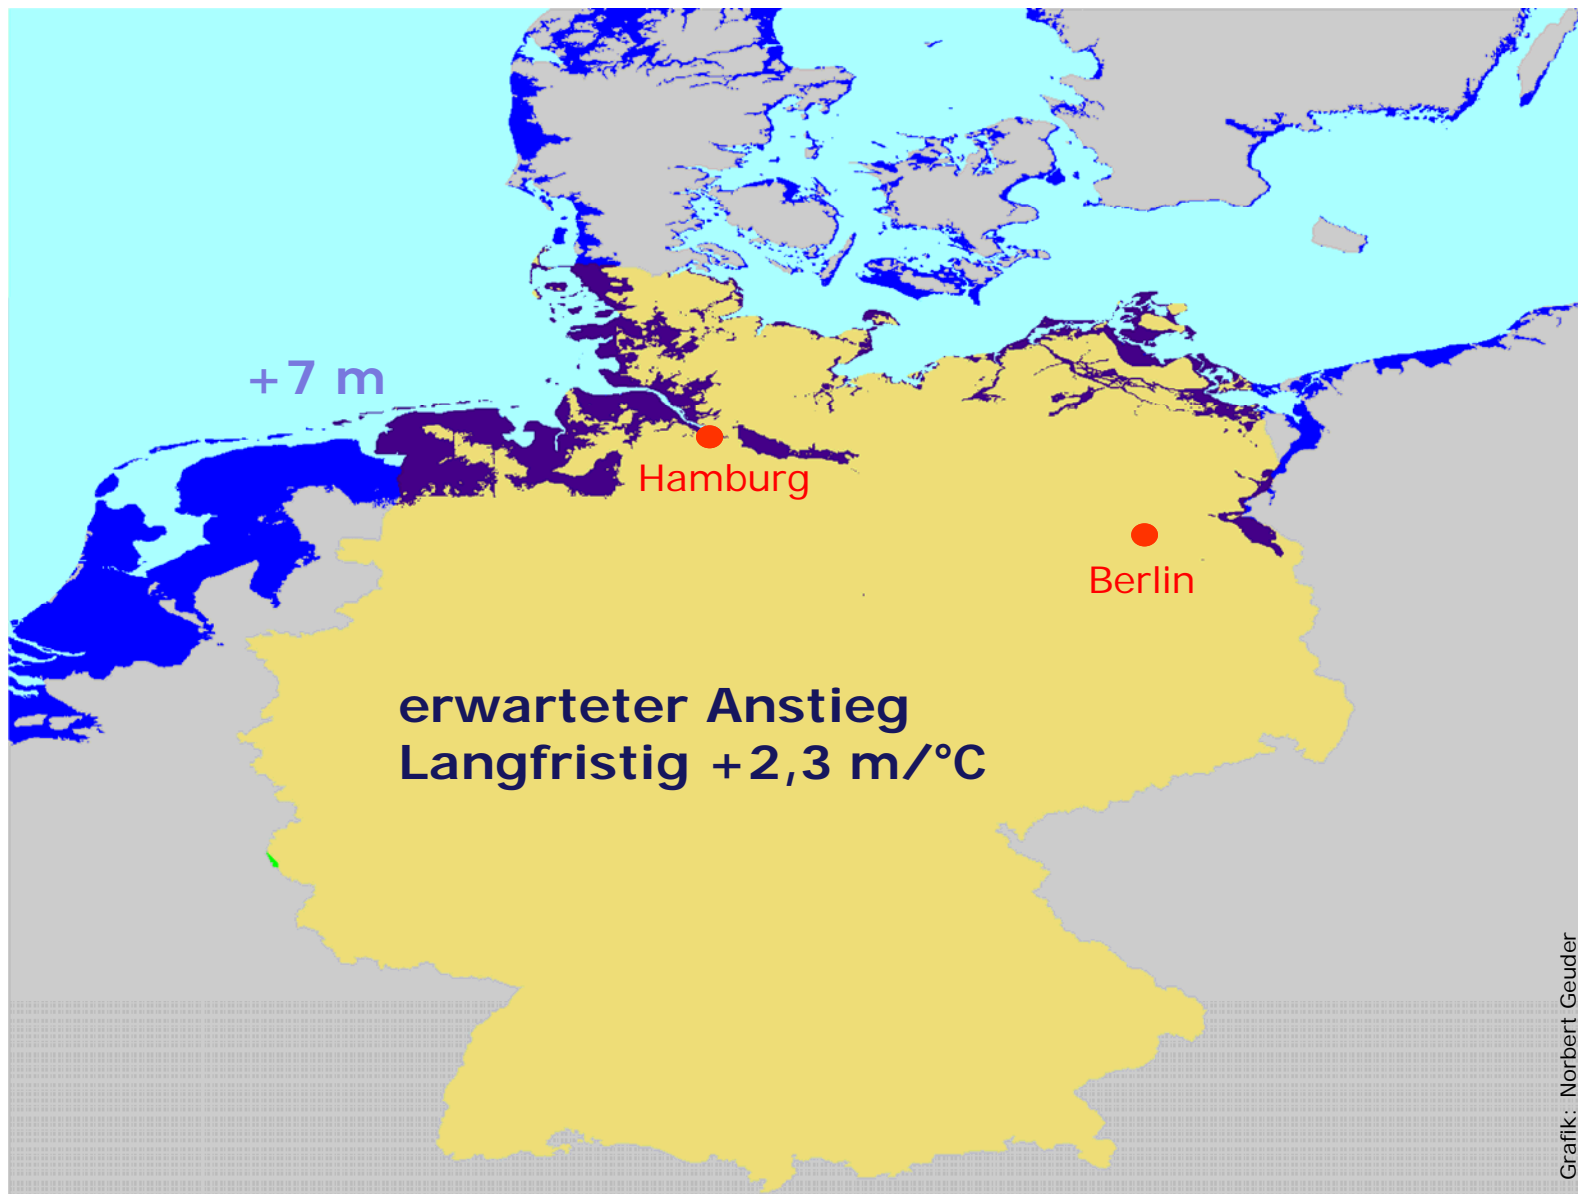 +7 m
Hamburg
Berlin
erwarteter Anstieg
Langfristig +2,3 m/°C
Grafik: Norbert Geuder